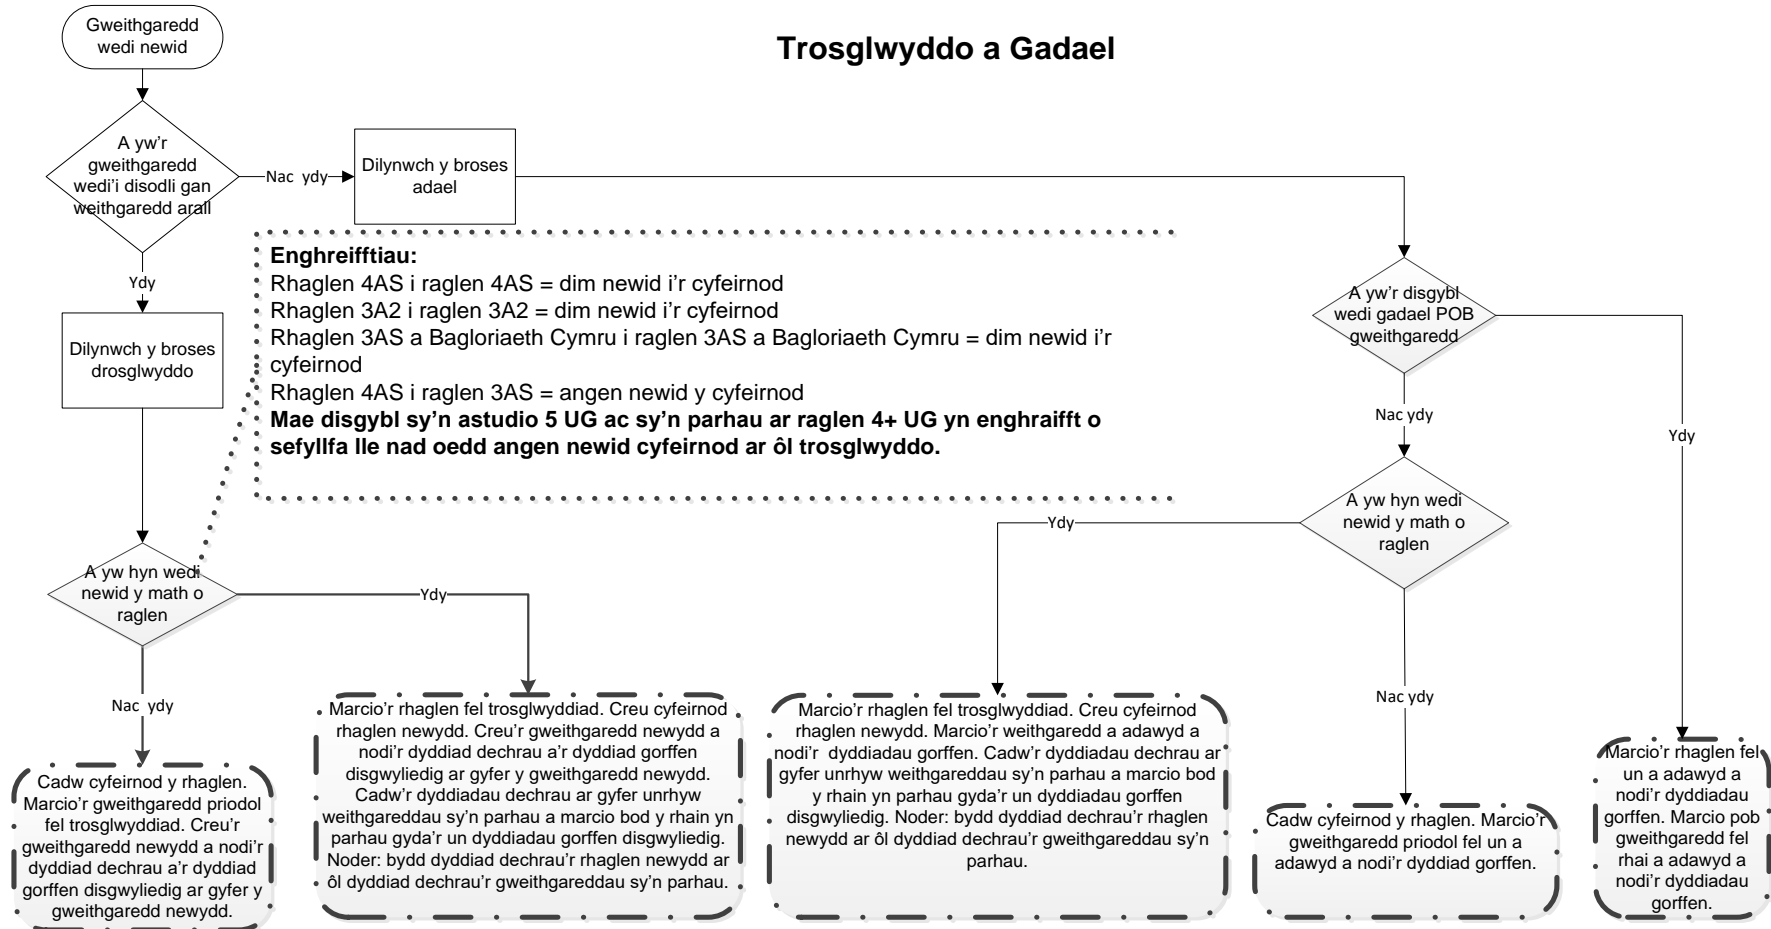 Trosglwyddo a Gadael
Gweithgaredd
wedi newid
A yw'r
gweithgaredd
wedi'i disodli gan
weithgaredd arall
Nac ydy
Dilynwch y broses
adael
Ydy
Dilynwch y broses
drosglwyddo
Enghreifftiau:
Rhaglen 4AS i raglen 4AS = dim newid i'r cyfeirnod
Rhaglen 3A2 i raglen 3A2 = dim newid i'r cyfeirnod
Rhaglen 3AS a Bagloriaeth Cymru i raglen 3AS a Bagloriaeth Cymru = dim newid i'r
cyfeirnod
Rhaglen 4AS i raglen 3AS = angen newid y cyfeirnod
Mae disgybl sy'n astudio 5 UG ac sy'n parhau ar raglen 4+ UG yn enghraifft o
sefyllfa lle nad oedd angen newid cyfeirnod ar ôl trosglwyddo.
A yw'r disgybl
wedi gadael POB
gweithgaredd
Nac ydy
Ydy
A yw hyn wedi
newid y math o
raglen
Ydy
A yw hyn wedi
newid y math o
raglen
Ydy
Nac ydy
Nac ydy
Cadw cyfeirnod y rhaglen.
Marcio'r gweithgaredd priodol
fel trosglwyddiad. Creu'r
gweithgaredd newydd a nodi'r
dyddiad dechrau a'r dyddiad
gorffen disgwyliedig ar gyfer y
gweithgaredd newydd.
Marcio'r rhaglen fel trosglwyddiad. Creu cyfeirnod
rhaglen newydd. Creu'r gweithgaredd newydd a
nodi'r dyddiad dechrau a'r dyddiad gorffen
disgwyliedig ar gyfer y gweithgaredd newydd.
Cadw'r dyddiadau dechrau ar gyfer unrhyw
weithgareddau sy'n parhau a marcio bod y rhain yn
parhau gyda'r un dyddiadau gorffen disgwyliedig.
Noder: bydd dyddiad dechrau'r rhaglen newydd ar
ôl dyddiad dechrau'r gweithgareddau sy'n parhau.
Marcio'r rhaglen fel trosglwyddiad. Creu cyfeirnod
rhaglen newydd. Marcio'r weithgaredd a adawyd a
nodi'r dyddiadau gorffen. Cadw'r dyddiadau dechrau ar
gyfer unrhyw weithgareddau sy'n parhau a marcio bod
y rhain yn parhau gyda'r un dyddiadau gorffen
disgwyliedig. Noder: bydd dyddiad dechrau'r rhaglen
newydd ar ôl dyddiad dechrau'r gweithgareddau sy'n
parhau.
Cadw cyfeirnod y rhaglen. Marcio'r
gweithgaredd priodol fel un a
adawyd a nodi'r dyddiad gorffen.
Marcio'r rhaglen fel
un a adawyd a
nodi'r dyddiadau
gorffen. Marcio pob
gweithgaredd fel
rhai a adawyd a
nodi'r dyddiadau
gorffen.